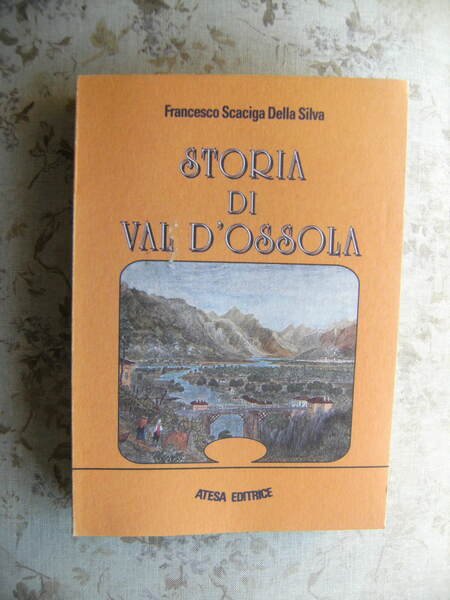 Francesco Scaciga Della Silva
STORIA
DI
VAL D'OSSOLA
ATESA EDITRICE